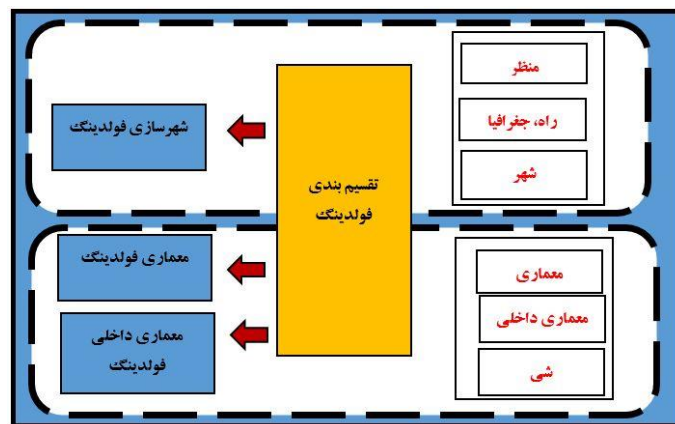 منظر
راه، جغرافیا
شهر
تقسیم بندی
فولدینگ
شهرسازی فولدینگ
معماری
معماری داخلی
شی
معماری فولدینگ
معماری داخلی
فولدینگ